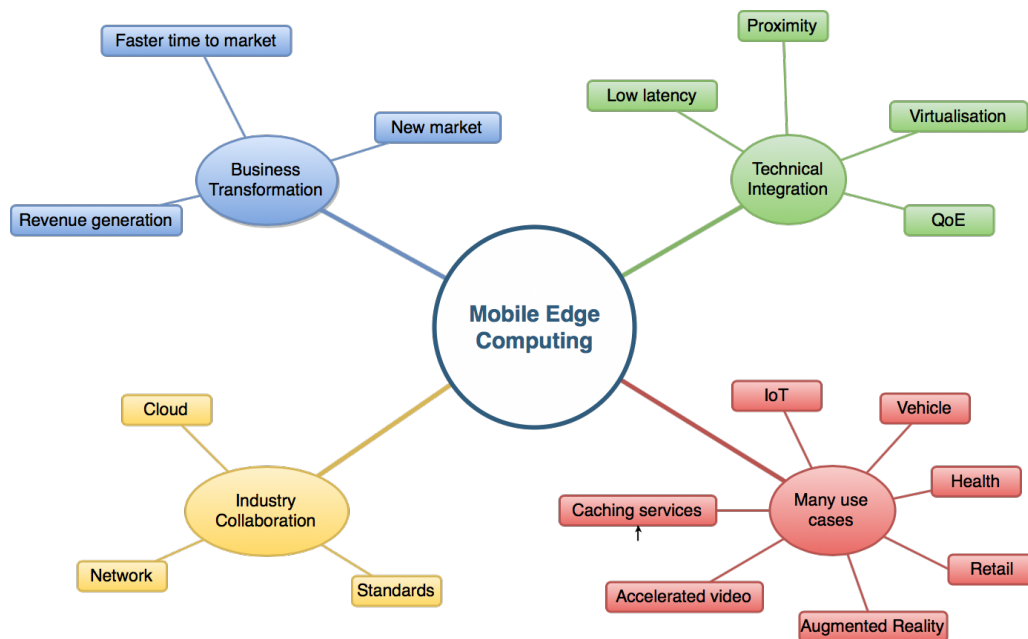 Faster time to market
New market
Business
Transformation
Revenue generation
Proximity
Low latency
Virtualisation
Technical
Integration
QoE
Mobile Edge
Computing
Cloud
Industry
Collaboration
Network
Standards
IoT
Vehicle
Health
Many use
cases
Caching services
Retail
Accelerated video
Augmented Reality